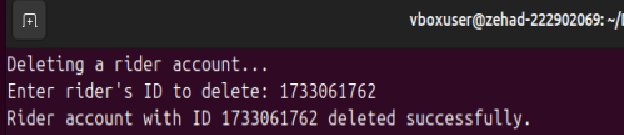 vboxuser@zehad-222902069: ~/
Deleting a rider account...
Enter rider's ID to delete: 1733061762
Rider account with ID 1733061762 deleted successfully.